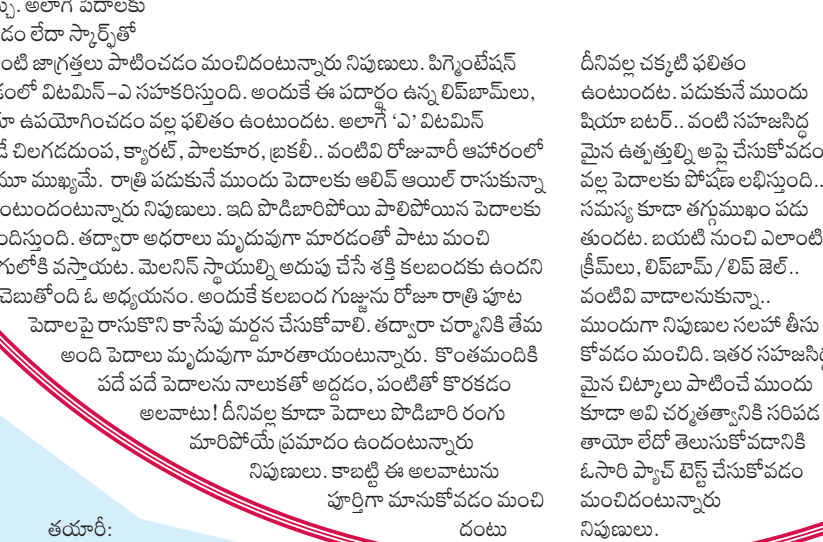 అలాగే పెదాలకు
లేదా స్కార్ఫ్‌తో
జాగ్రత్తలు పాటించడం మంచిదంటున్నారు నిపుణులు. పిగ్మెంటేషన్
విటమిన్–ఎ సహకరిస్తుంది. అందుకే ఈ పదార్థం ఉన్న లిప్‌బామ్‌లు,
ఉపయోగించడం వల్ల ఫలితం ఉంటుందట. అలాగే ‘ఎ’ విటమిన్
చిలగడదుంప, క్యారట్, పాలకూర, బ్రకలీ.. వంటివి రోజువారీ ఆహారంలో
ముఖ్యమే. రాత్రి పడుకునే ముందు పెదాలకు ఆలివ్ ఆయిల్ రాసుకున్నా
నిపుణులు. ఇది పొడిబారిపోయి పాలిపోయిన పెదాలకు
తద్వారా అధరాలు మృదువుగా మారడంతో పాటు మంచి
వస్తాయట. మెలనిన్ స్థాయుల్ని అదుపు చేసే శక్తి కలబందకు ఉందని
చెబుతోంది ఓ అధ్యయనం. అందుకే కలబంద గుజ్జును రోజూ రాత్రి పూట
పెదాలపై రాసుకొని కాసేపు మర్దన చేసుకోవాలి. తద్వారా చర్మానికి తేమ
అంది పెదాలు మృదువుగా మారతాయంటున్నారు. కొంతమందికి
పదే పదే పెదాలను నాలుకతో అద్దడం, పంటితో కొరకడం
అలవాటు! దీనివల్ల కూడా పెదాలు పొడిబారి రంగు
మారిపోయే ప్రమాదం ఉందంటున్నారు
నిపుణులు. కాబట్టి ఈ అలవాటును
పూర్తిగా మానుకోవడం మంచి
దంటు
తయారీ:
దీనివల్ల చక్కటి ఫలితం
ఉంటుందట. పడుకునే ముందు
షియా బటర్.. వంటి సహజసిద్ధ
మైన ఉత్పత్తుల్ని అప్లై చేసుకోవడం
వల్ల పెదాలకు పోషణ లభిస్తుంది..
సమస్య కూడా తగ్గుముఖం పడు
తుందట. బయటి నుంచి ఎలాంటి
క్రీమ్‌లు, లిప్‌బామ్ /లిప్ జెల్..
వంటివి వాడాలనుకున్నా..
ముందుగా నిపుణుల సలహా తీసు
కోవడం మంచిది. ఇతర సహజసిద్ధ
మైన చిట్కాలు పాటించే ముందు
కూడా అవి చర్మతత్వానికి సరిపడ
తాయో లేదో తెలుసుకోవడానికి
ఓసారి ప్యాచ్ టెస్ట్ చేసుకోవడం
మంచిదంటున్నారు
నిపుణులు.